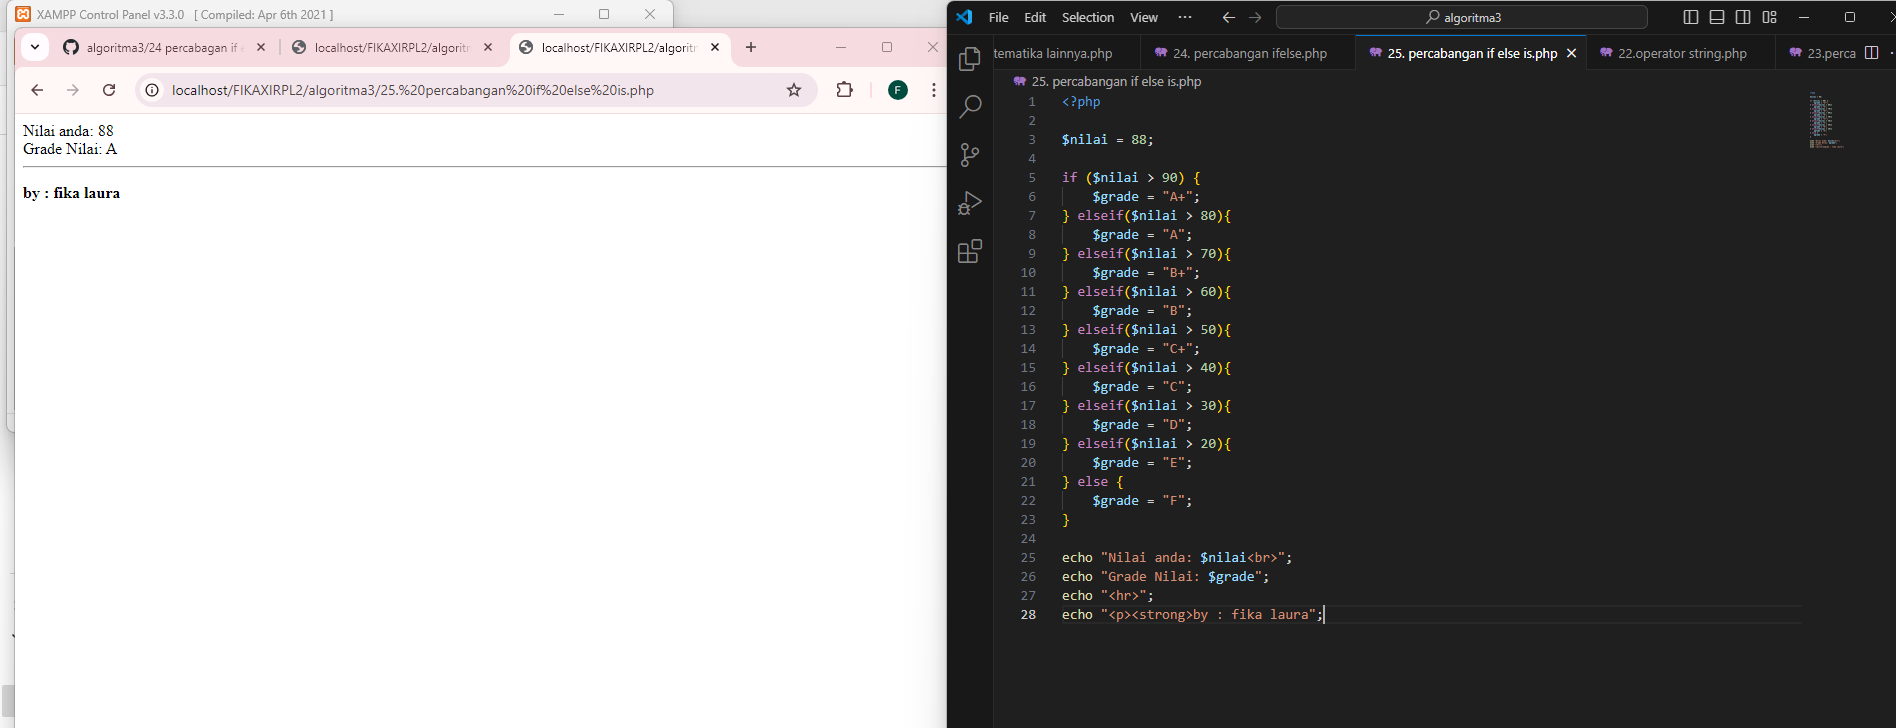 XAMPP Control Panel v3.3.0 [ Compiled: Apr 6th 2021 ]
algoritma3/24 percabagan if e
localhost/FIKAXIRPL2/algoritm
localhost/FIKAXIRPL2/algoritr
localhost/FIKAXIRPL2/algoritma3/25.%20percabangan%20if%20else%20is.php
F
Nilai anda: 88
Grade Nilai: A
by : fika laura
File Edit Selection View ···
algoritma3
tematika lainnya.php
24. percabangan ifelse.php
25. percabangan if else is.php
22.operator string.php
23.perca
25. percabangan if else is.php
1 <?php
2
3 $nilai = 88;
4
5 if ($nilai > 90) {
6 $grade = "A+";
7 } elseif($nilai > 80){
8 $grade = "A";
9 } elseif($nilai > 70){
10 $grade = "B+";
11 } elseif($nilai > 60){
12 $grade = "B";
13 } elseif($nilai > 50){
14 $grade = "C+";
15 } elseif($nilai > 40){
16 $grade = "C";
17 } elseif($nilai > 30){
18 $grade = "D";
19 } elseif($nilai > 20){
20 $grade = "E";
21 } else {
22 $grade = "F";
23 }
24
25 echo "Nilai anda: $nilai<br>";
26 echo "Grade Nilai: $grade";
27 echo "<hr>";
28 echo "<p><strong>by : fika laura";